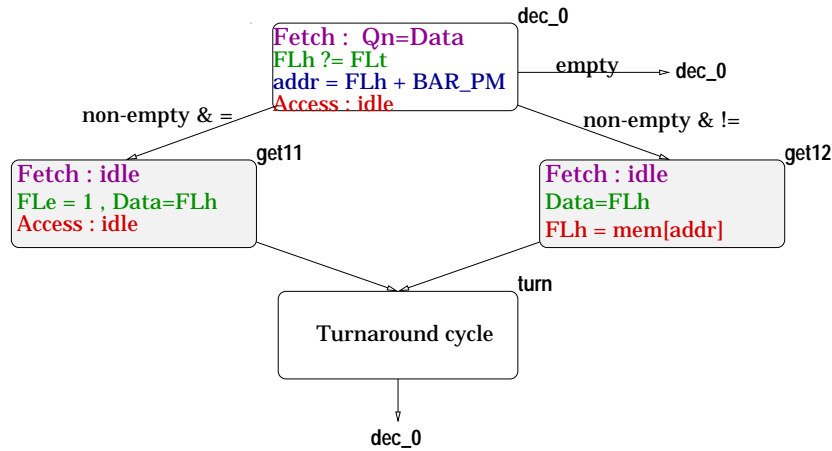 dec_0
Fetch :  Qn=Data
FLh ?= FLt
addr = FLh + BAR_PM
Access : idle
empty
dec_0
non-empty & =
non-empty & !=
get11
Fetch : idle
FLe = 1 , Data=FLh
Access : idle
get12
Fetch : idle
Data=FLh
FLh = mem[addr]
turn
Turnaround cycle
dec_0